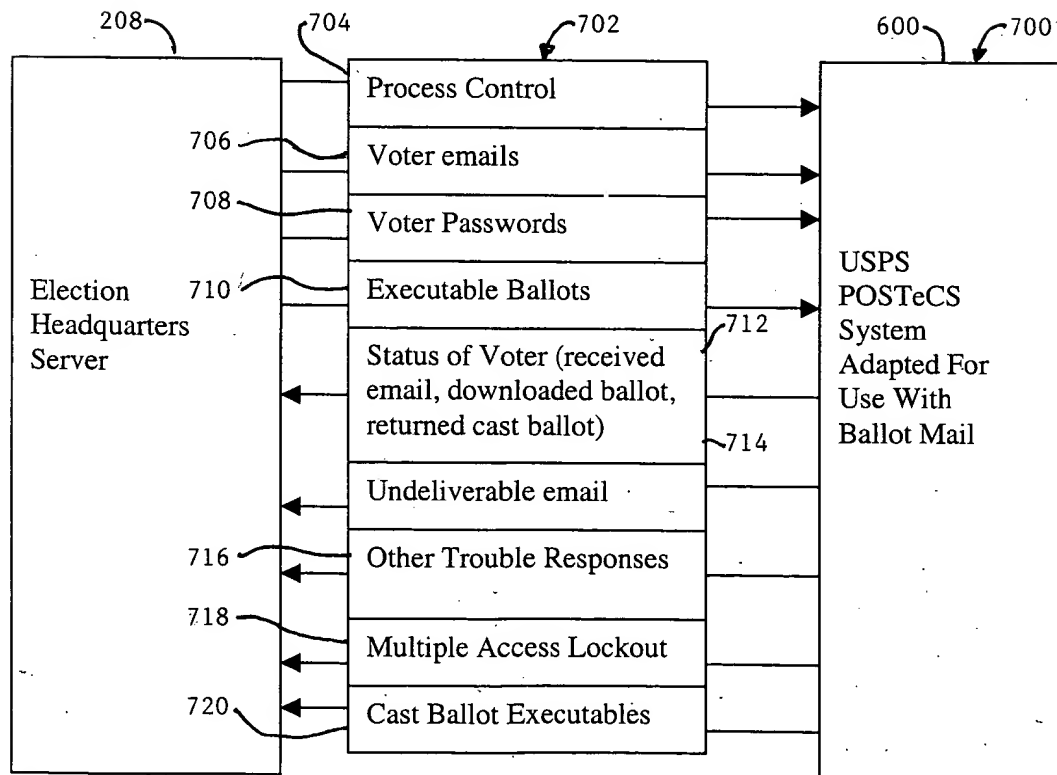 208
704
702
600
700
Process Control
706
Voter emails
708
Voter Passwords
Election
Headquarters
Server
710
Executable Ballots
712
Status of Voter (received
email, downloaded ballot,
returned cast ballot)
714
Undeliverable email
716
Other Trouble Responses
718
Multiple Access Lockout
720
Cast Ballot Executables
USPS
POSTeCS
System
Adapted For
Use With
Ballot Mail